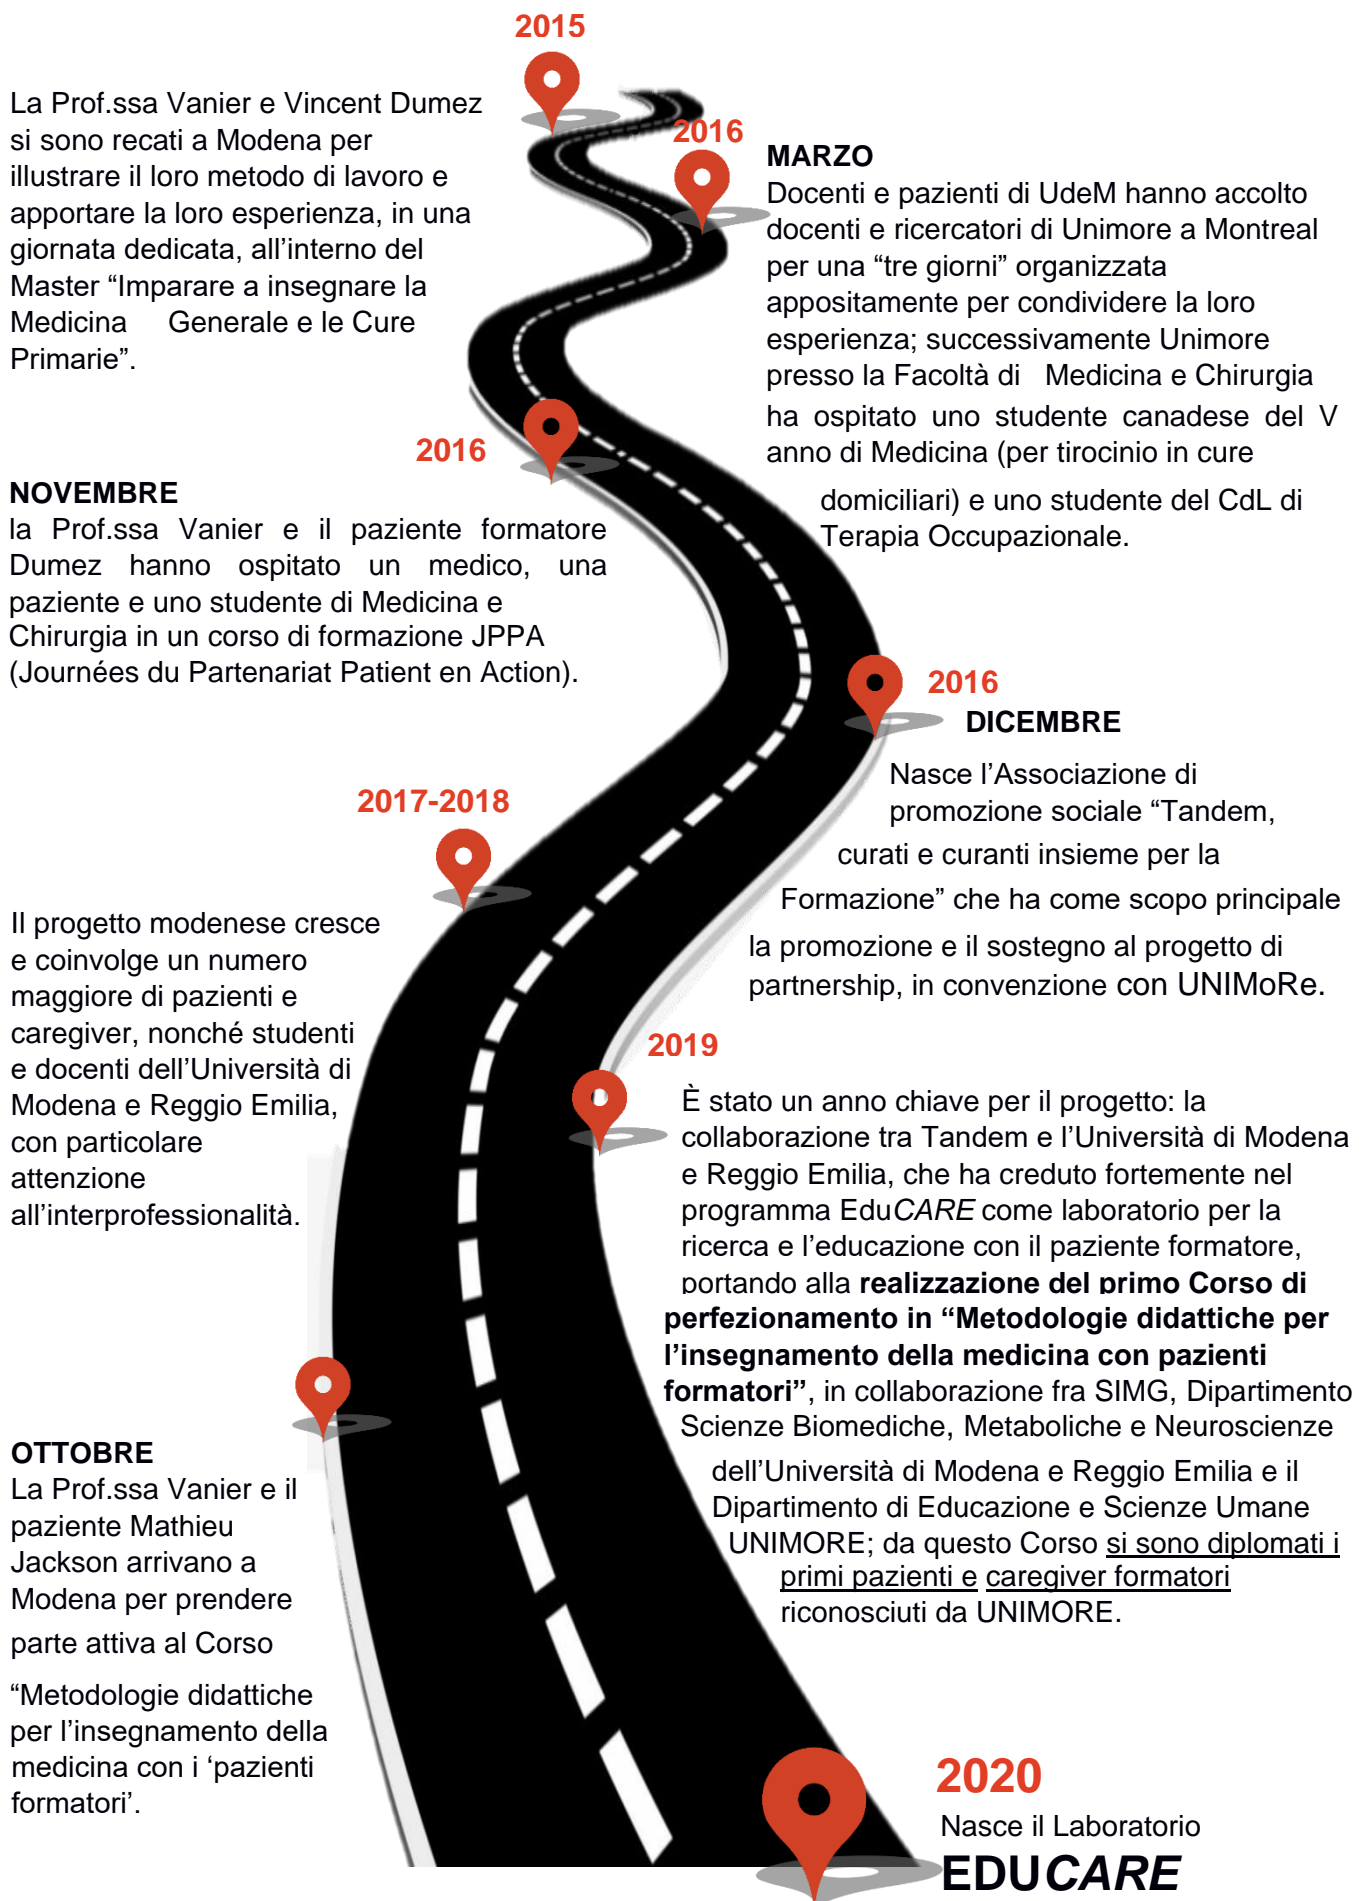 2015
La Prof.ssa Vanier e Vincent Dumez
si sono recati a Modena per
illustrare il loro metodo di lavoro e
apportare la loro esperienza, in una
giornata dedicata, all’interno del
Master “Imparare a insegnare la
Medicina Generale e le Cure
Primarie”.
2016
MARZO
Docenti e pazienti di UdeM hanno accolto
docenti e ricercatori di Unimore a Montreal
per una “tre giorni” organizzata
appositamente per condividere la loro
esperienza; successivamente Unimore
presso la Facoltà di Medicina e Chirurgia
ha ospitato uno studente canadese del V
anno di Medicina (per tirocinio in cure
domiciliari) e uno studente del CdL di
Terapia Occupazionale.
2016
NOVEMBRE
la Prof.ssa Vanier e il paziente formatore
Dumez hanno ospitato un medico, una
paziente e uno studente di Medicina e
Chirurgia in un corso di formazione JPPA
(Journées du Partenariat Patient en Action).
2016
DICEMBRE
Nasce l’Associazione di
promozione sociale “Tandem,
curati e curanti insieme per la
Formazione” che ha come scopo principale
la promozione e il sostegno al progetto di
partnership, in convenzione con UNIMoRe.
2017-2018
Il progetto modenese cresce
e coinvolge un numero
maggiore di pazienti e
caregiver, nonché studenti
e docenti dell’Università di
Modena e Reggio Emilia,
con particolare
attenzione
all’interprofessionalità.
2019
È stato un anno chiave per il progetto: la
collaborazione tra Tandem e l’Università di Modena
e Reggio Emilia, che ha creduto fortemente nel
programma EduCARE come laboratorio per la
ricerca e l’educazione con il paziente formatore,
portando alla realizzazione del primo Corso di
perfezionamento in “Metodologie didattiche per
l’insegnamento della medicina con pazienti
formatori”, in collaborazione fra SIMG, Dipartimento
Scienze Biomediche, Metaboliche e Neuroscienze
dell’Università di Modena e Reggio Emilia e il
Dipartimento di Educazione e Scienze Umane
UNIMORE; da questo Corso si sono diplomati i
primi pazienti e caregiver formatori
riconosciuti da UNIMORE.
OTTOBRE
La Prof.ssa Vanier e il
paziente Mathieu
Jackson arrivano a
Modena per prendere
parte attiva al Corso
“Metodologie didattiche
per l’insegnamento della
medicina con i ‘pazienti
formatori’.
2020
Nasce il Laboratorio
EDUCARE